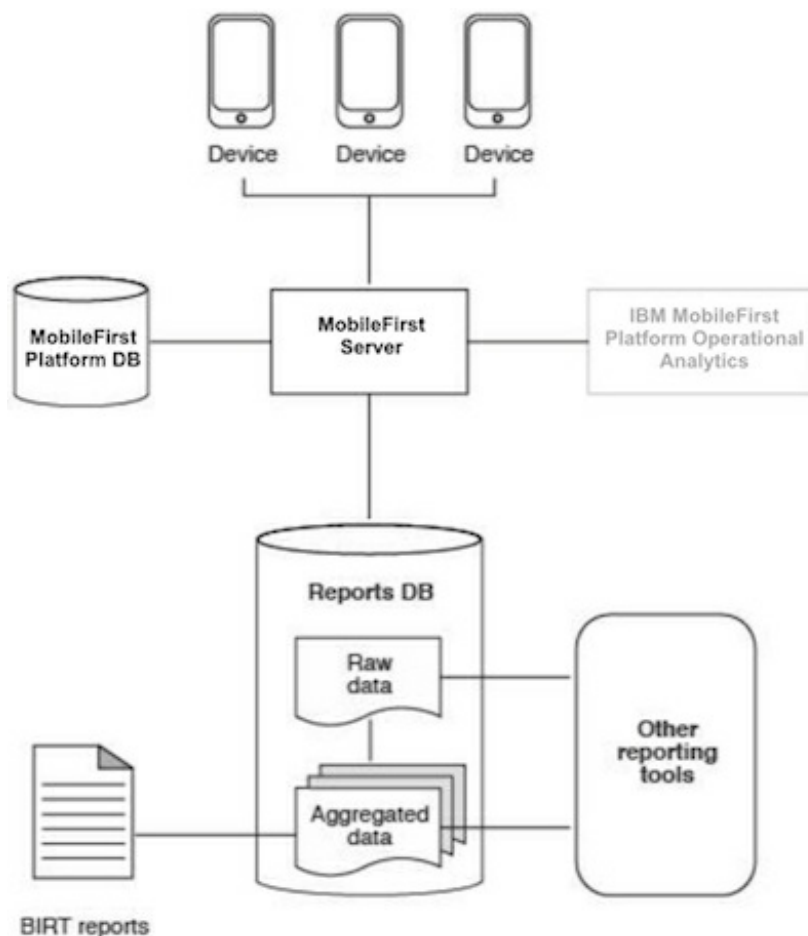 Device
Device
Device
MobileFirst
Platform DB
MobileFirst
Server
IBM MobileFirst
Platform Operational
Analytics
Reports DB
Raw
data
Other
reporting
tools
Aggregated
data
BIRT reports